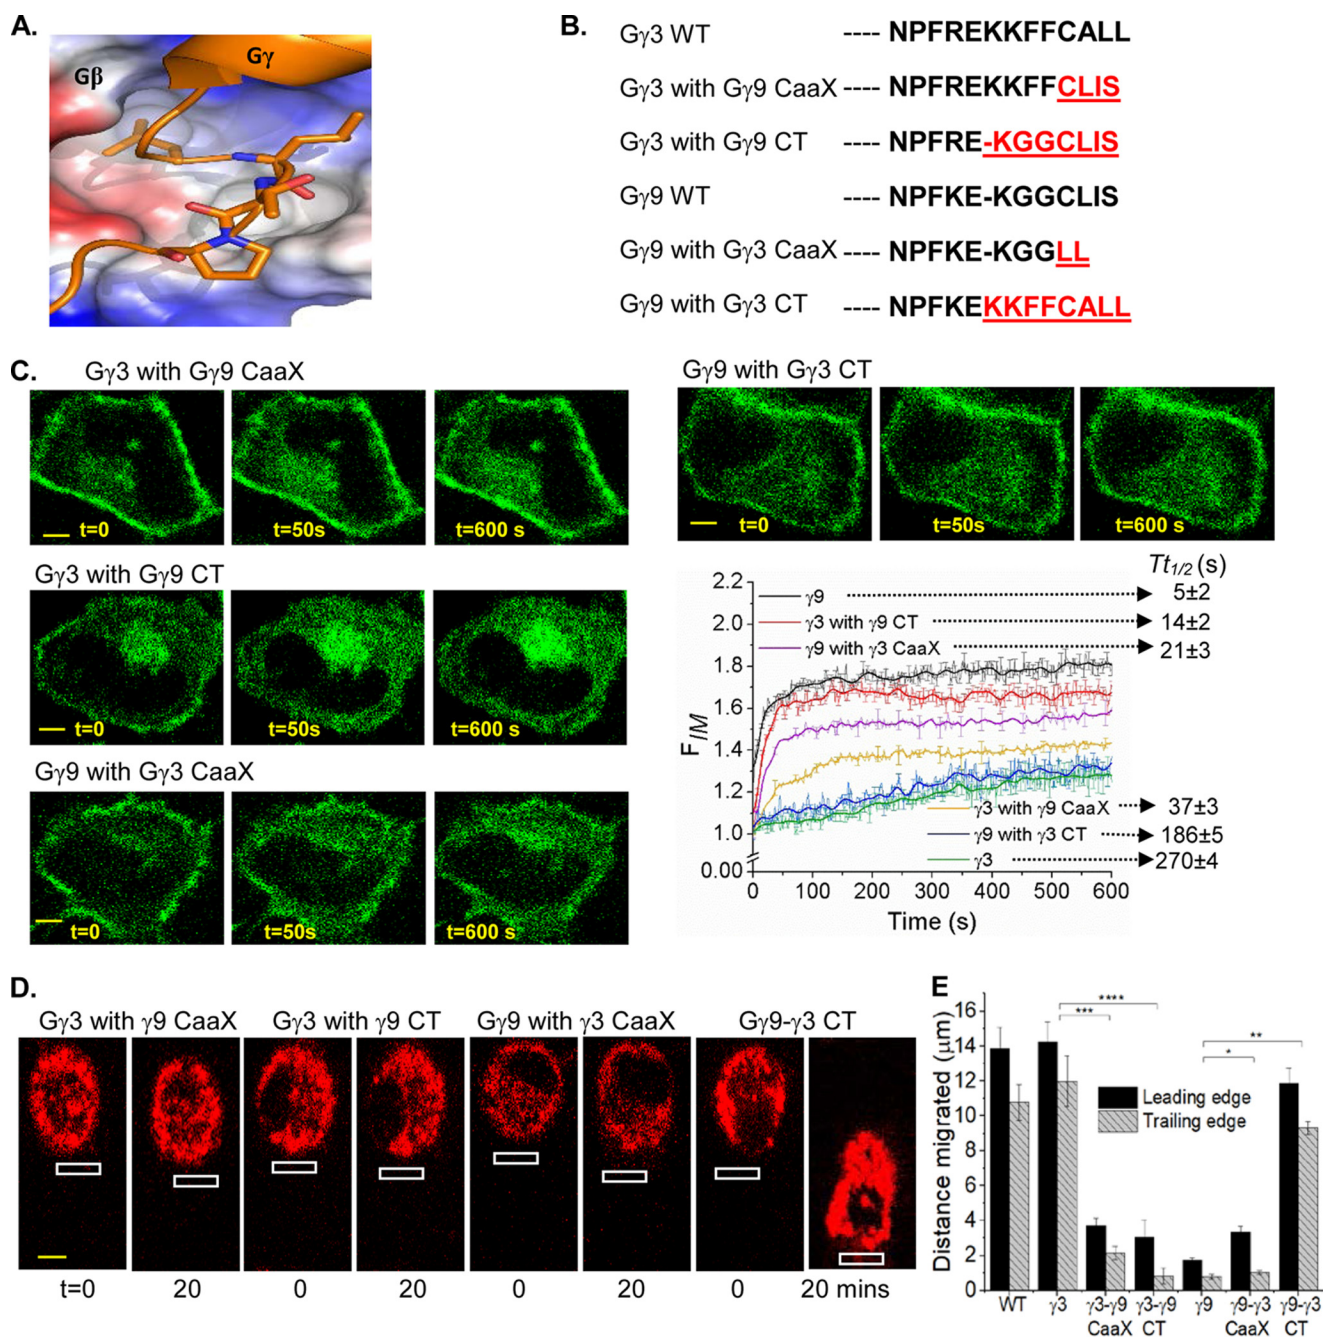 A.
Gβ
Gγ
B.
Gγ3 WT ---- NPFREKKFFCALL
Gγ3 with Gγ9 CaaX ---- NPFREKKFFCLIS
Gγ3 with Gγ9 CT ---- NPFRE-KGGCLIS
Gγ9 WT ---- NPFKE-KGGCLIS
Gγ9 with Gγ3 CaaX ---- NPFKE-KGGLL
Gγ9 with Gγ3 CT ---- NPFKEKKFFCALL
C.
Gγ3 with Gγ9 CaaX
t=0 t=50s t=600 s
Gγ3 with Gγ9 CT
t=0 t=50s t=600 s
Gγ9 with Gγ3 CaaX
t=0 t=50s t=600 s
Gγ9 with Gγ3 CT
t=0 t=50s t=600 s
Tt1/2 (s)
γ9 5±2
γ3 with γ9 CT 14±2
γ9 with γ3 CaaX 21±3
γ3 with γ9 CaaX 37±3
γ9 with γ3 CT 186±5
γ3 270±4
2.2
2.0
1.8
1.6
1.4
1.2
1.0
0.00
FIM
0 100 200 300 400 500 600
Time (s)
D.
Gγ3 with γ9 CaaX Gγ3 with γ9 CT Gγ9 with γ3 CaaX Gγ9-γ3 CT
t=0 20 0 20 0 20 0 20 mins
E
16
14
12
10
8
6
4
2
0
Distance migrated (μm)
****
***
**
*
Leading edge
Trailing edge
WT γ3 γ3-γ9 γ3-γ9 γ9 γ9-γ3 γ9-γ3
CaaX CT CaaX CT